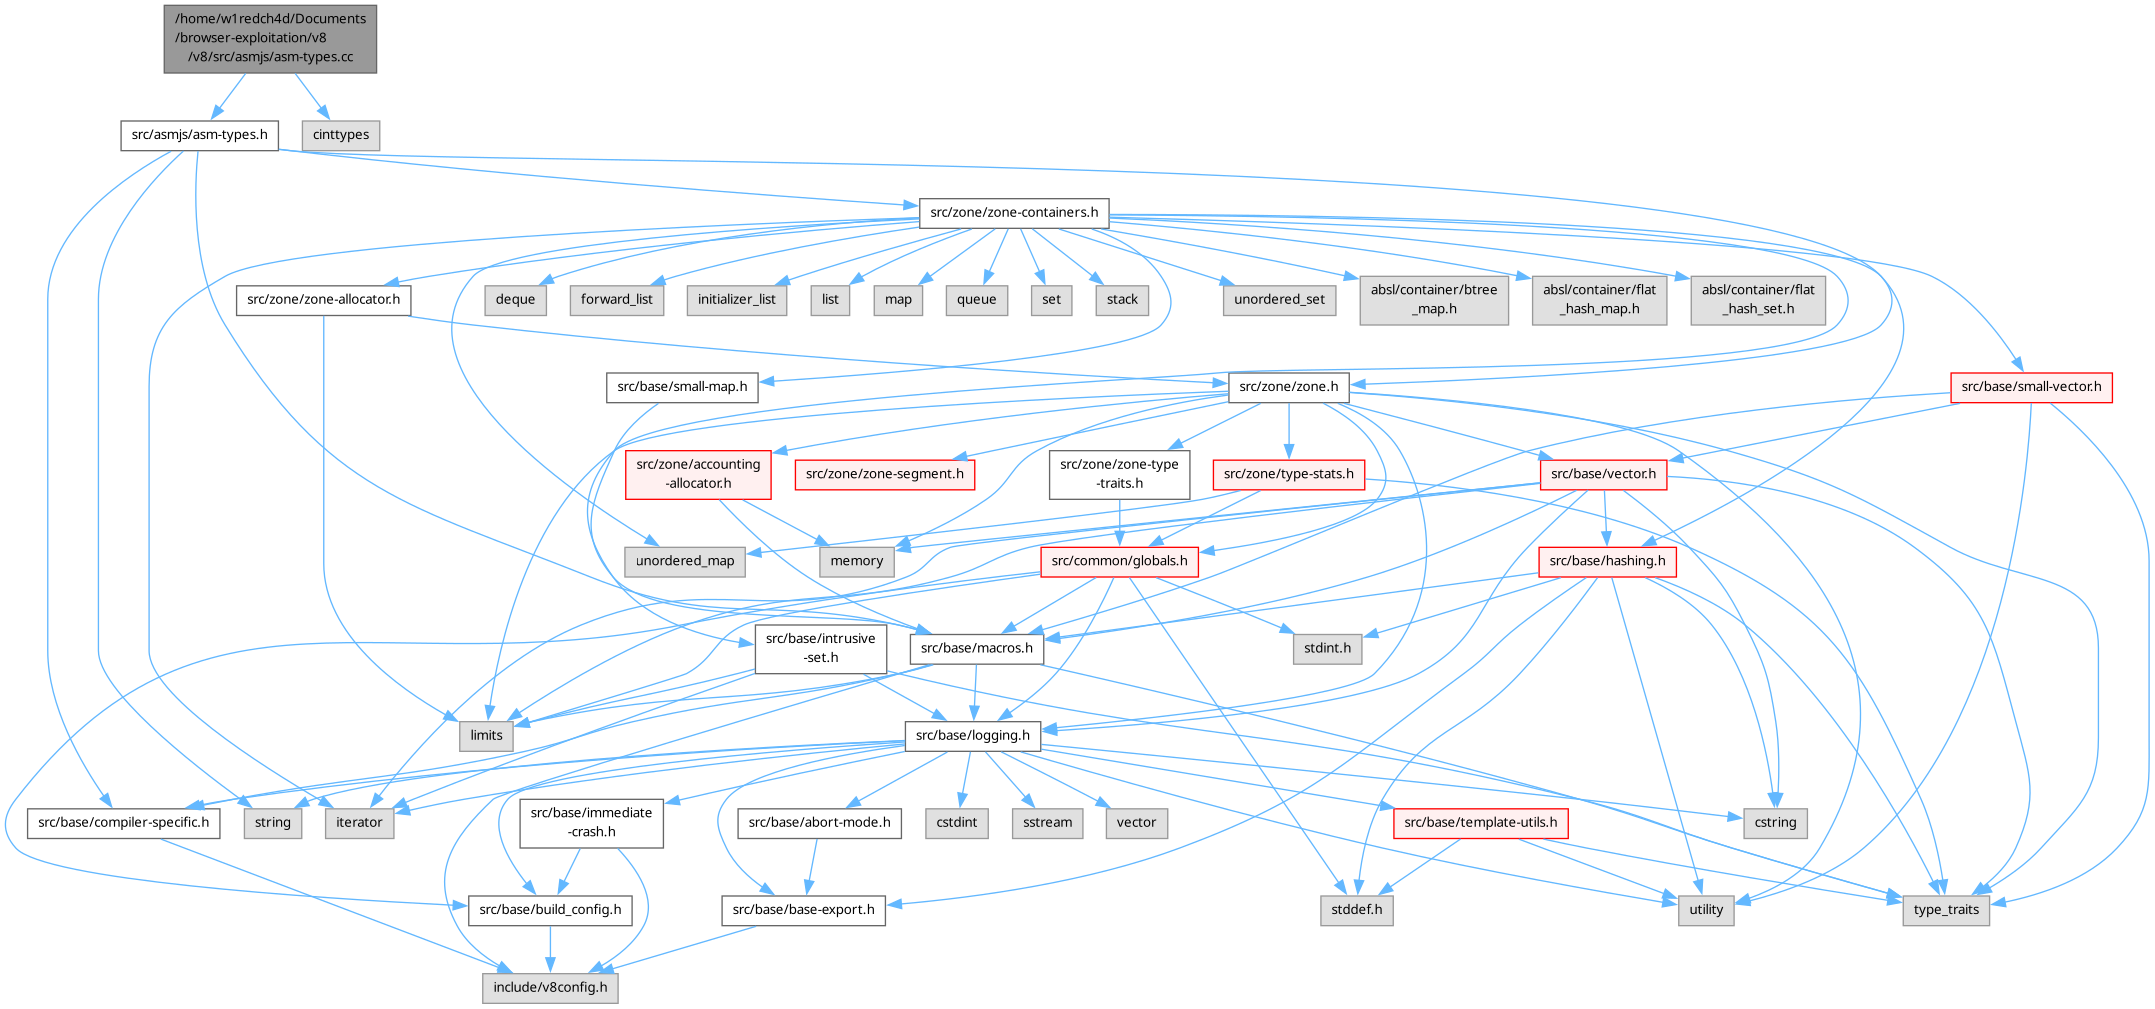 /home/w1redch4d/Documents
/browser-exploitation/v8
/v8/src/asmjs/asm-types.cc
src/asmjs/asm-types.h
cinttypes
src/zone/zone-containers.h
src/zone/zone-allocator.h
deque
forward_list
initializer_list
list
map
queue
set
stack
unordered_set
absl/container/btree
_map.h
absl/container/flat
_hash_map.h
absl/container/flat
_hash_set.h
src/base/small-map.h
src/zone/zone.h
src/base/small-vector.h
src/zone/accounting
-allocator.h
src/zone/zone-segment.h
src/zone/zone-type
-traits.h
src/zone/type-stats.h
src/base/vector.h
unordered_map
memory
src/common/globals.h
src/base/hashing.h
src/base/intrusive
-set.h
src/base/macros.h
stdint.h
limits
src/base/logging.h
src/base/compiler-specific.h
string
iterator
src/base/immediate
-crash.h
src/base/abort-mode.h
cstdint
sstream
vector
src/base/template-utils.h
cstring
src/base/build_config.h
src/base/base-export.h
stddef.h
utility
type_traits
include/v8config.h